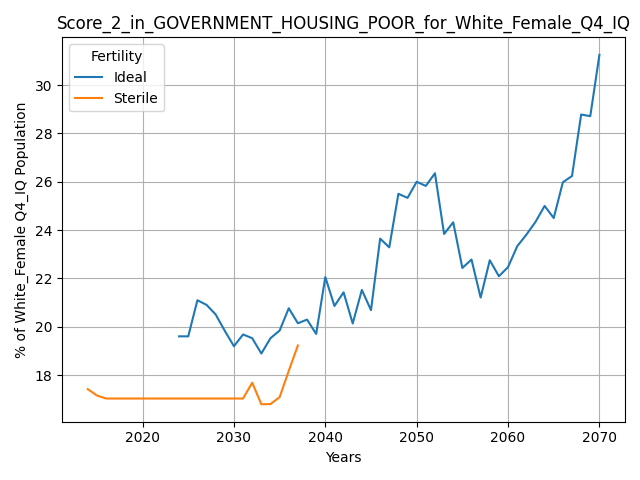 Score_2_in_GOVERNMENT_HOUSING_POOR_for_White_Female_Q4_IQ
Fertility
Ideal
Sterile
% of White_Female Q4_IQ Population
30
28
26
24
22
20
18
2020 2030 2040 2050 2060 2070
Years